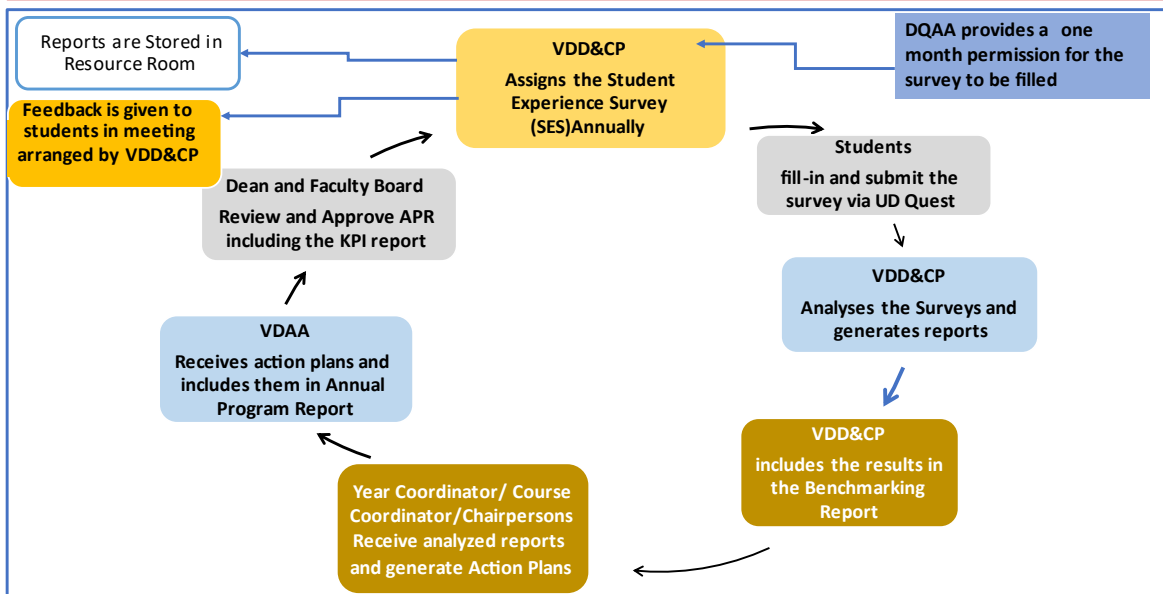 Reports are Stored in
Resource Room
Feedback is given to
students in meeting
arranged by VDD&CP
VDD&CP
Assigns the Student
Experience Survey
(SES)Annually
DQAA provides a one
month permission for the
survey to be filled
Students
fill-in and submit the
survey via UD Quest
VDD&CP
Analyses the Surveys and
generates reports
VDD&CP
includes the results in
the Benchmarking
Report
Year Coordinator/ Course
Coordinator/Chairpersons
Receive analyzed reports
and generate Action Plans
VDAA
Receives action plans and
includes them in Annual
Program Report
Dean and Faculty Board
Review and Approve APR
including the KPI report